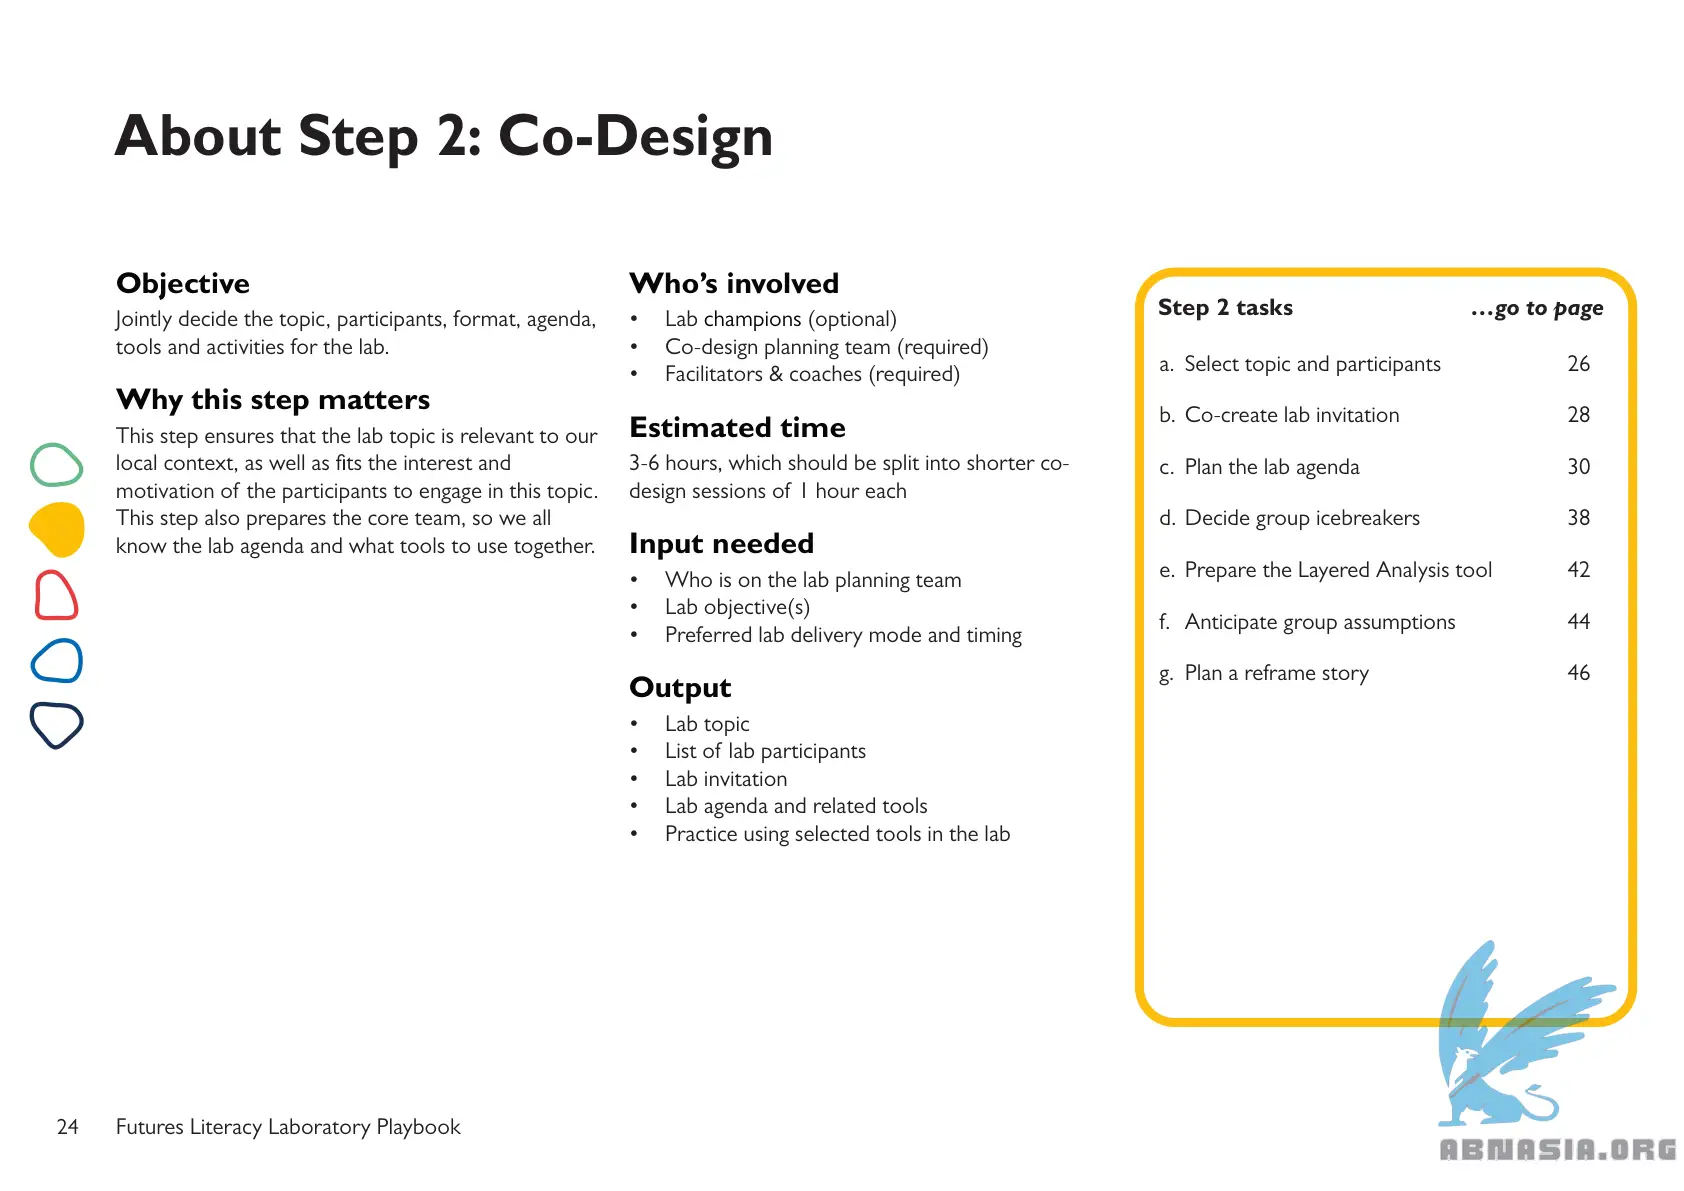 About Step 2: Co-Design
Objective
Jointly decide the topic, participants, format, agenda,
tools and activities for the lab.
Why this step matters
This step ensures that the lab topic is relevant to our
local context, as well as fits the interest and
motivation of the participants to engage in this topic.
This step also prepares the core team, so we all
know the lab agenda and what tools to use together.
Who’s involved
• Lab champions (optional)
• Co-design planning team (required)
• Facilitators & coaches (required)
Estimated time
3-6 hours, which should be split into shorter co-
design sessions of 1 hour each
Input needed
• Who is on the lab planning team
• Lab objective(s)
• Preferred lab delivery mode and timing
Output
• Lab topic
• List of lab participants
• Lab invitation
• Lab agenda and related tools
• Practice using selected tools in the lab
Step 2 tasks …go to page
a. Select topic and participants 26
b. Co-create lab invitation 28
c. Plan the lab agenda 30
d. Decide group icebreakers 38
e. Prepare the Layered Analysis tool 42
f. Anticipate group assumptions 44
g. Plan a reframe story 46
24 Futures Literacy Laboratory Playbook
ABNASIA.ORG